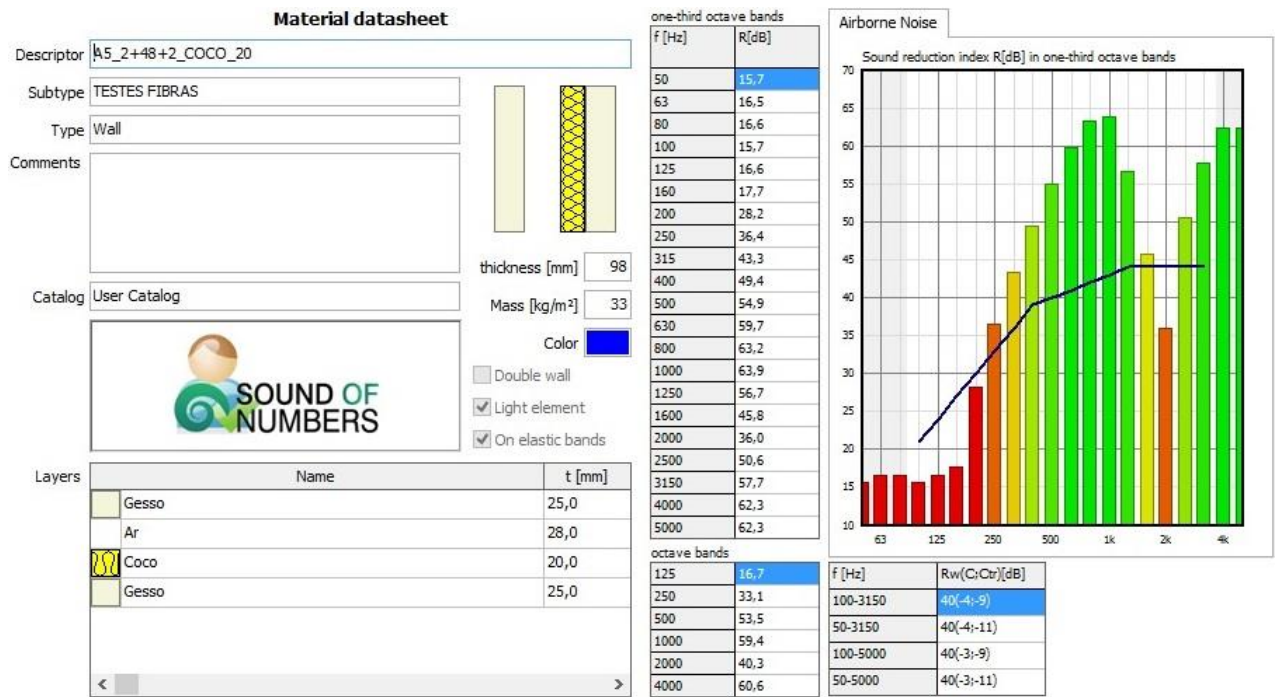 Material datasheet
Descriptor A5_2+48+2_COCO_20
Subtype TESTES FIBRAS
Type Wall
Comments
thickness [mm] 98
Catalog User Catalog
Mass [kg/m²] 33
Color
Double wall
Light element
On elastic bands
SOUND OF
NUMBERS
Layers Name t [mm]
Gesso 25,0
Ar 28,0
Coco 20,0
Gesso 25,0
one-third octave bands
f [Hz] R[dB]
50 15,7
63 16,5
80 16,6
100 15,7
125 16,6
160 17,7
200 28,2
250 36,4
315 43,3
400 49,4
500 54,9
630 59,7
800 63,2
1000 63,9
1250 56,7
1600 45,8
2000 36,0
2500 50,6
3150 57,7
4000 62,3
5000 62,3
octave bands
125 16,7
250 33,1
500 53,5
1000 59,4
2000 40,3
4000 60,6
Airborne Noise
Sound reduction index R[dB] in one-third octave bands
70
65
60
55
50
45
40
35
30
25
20
15
10
63 125 250 500 1k 2k 4k
f [Hz] Rw(C;Ctr)[dB]
100-3150 40(-4;-9)
50-3150 40(-4;-11)
100-5000 40(-3;-9)
50-5000 40(-3;-11)